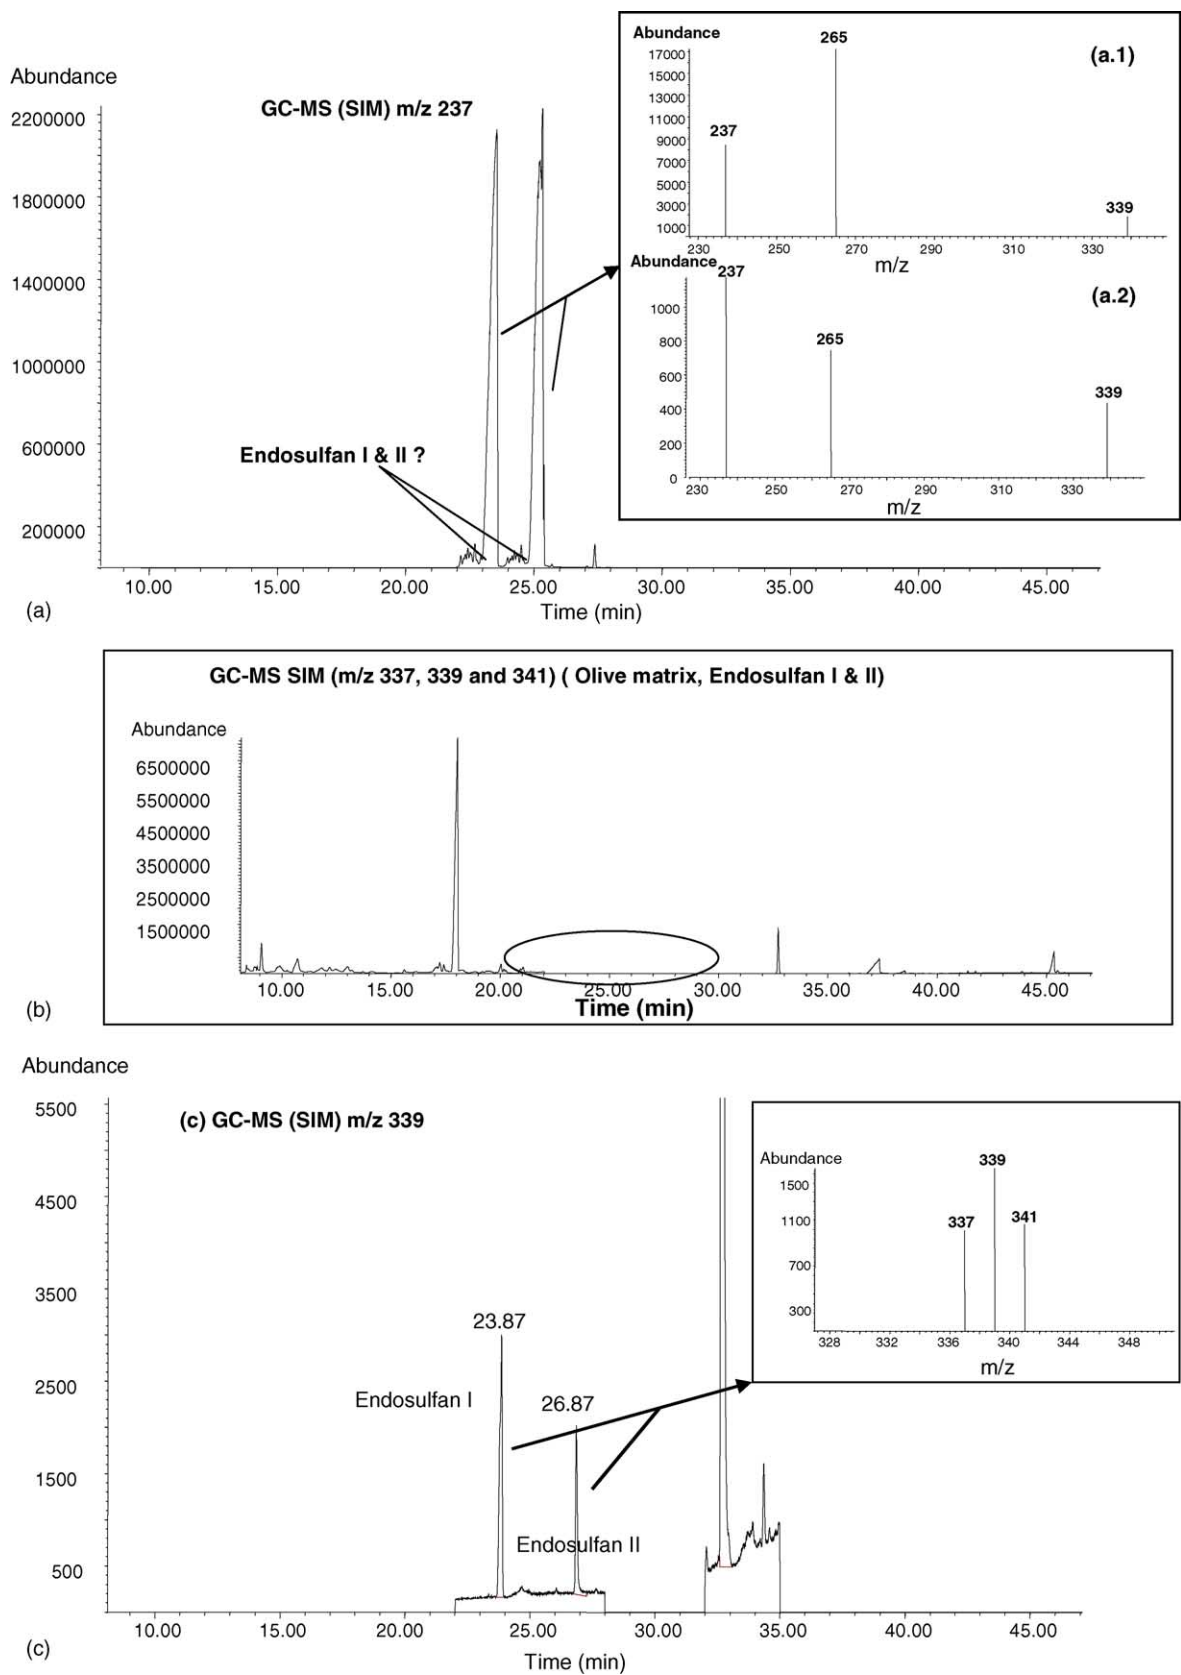 Abundance
GC-MS (SIM) m/z 237
2200000
1800000
1400000
1000000
600000
200000
Endosulfan I & II ?
10.00 15.00 20.00 25.00 30.00 35.00 40.00 45.00
Time (min)
(a)
Abundance
(a.1)
17000
15000
13000
11000
9000
7000
5000
3000
1000
237
265
339
230 250 270 290 310 330
m/z
Abundance
(a.2)
1000
800
600
400
200
0
237
265
339
230 250 270 290 310 330
m/z
GC-MS SIM (m/z 337, 339 and 341) ( Olive matrix, Endosulfan I & II)
Abundance
6500000
5500000
4500000
3500000
2500000
1500000
10.00 15.00 20.00 25.00 30.00 35.00 40.00 45.00
Time (min)
(b)
Abundance
(c) GC-MS (SIM) m/z 339
5500
4500
3500
2500
1500
500
23.87
Endosulfan I
26.87
Endosulfan II
10.00 15.00 20.00 25.00 30.00 35.00 40.00 45.00
Time (min)
(c)
Abundance
1500
1100
700
300
337
339
341
328 332 336 340 344 348
m/z